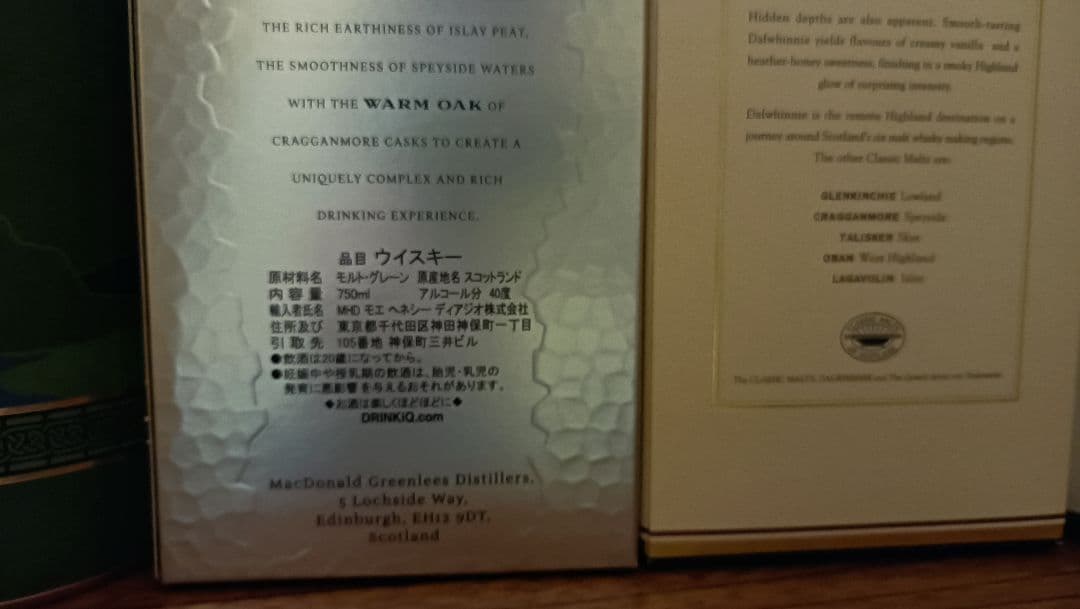 THE RICH EARTHINESS OF ISLAY PEAT,
THE SMOOTHNESS OF SPEYSIDE WATERS
WITH THE WARM OAK OF
CRAGGANMORE CASKS TO CREATE A
UNIQUELY COMPLEX AND RICH
DRINKING EXPERIENCE.
品目 ウイスキー
原材料名 モルト・グレーン 原産地名 スコットランド
内容量 750ml アルコール分 40度
輸入者氏名 MHD モエ ヘネシー ディアジオ株式会社
住所及び 東京都千代田区神田神保町一丁目
引取先 105番地 神保町三井ビル
●飲酒は20歳になってから。
●妊娠中や授乳期の飲酒は、胎児・乳児の
発育に悪影響を与えるおそれがあります。
◆お酒は楽しくほどほどに◆
DRINKiQ.com
MacDonald Greenlees Distillers,
5 Lochside Way,
Edinburgh, EH12 9DT,
Scotland
Hidden depths are also apparent. Smooth-tasting
Dalwhinnie yields flavours of creamy vanilla and a
heather-honey sweetness, finishing in a smoky Highland
glow of surprising intensity.
Dalwhinnie is the remote Highland destination on a
journey around Scotland's six malt whisky making regions.
The other Classic Malts are:
GLENKINCHIE Lowland
CRAGGANMORE Speyside
TALISKER Skye
OBAN West Highland
LAGAVULIN Islay
The CLASSIC MALTS, DALWHINNIE and